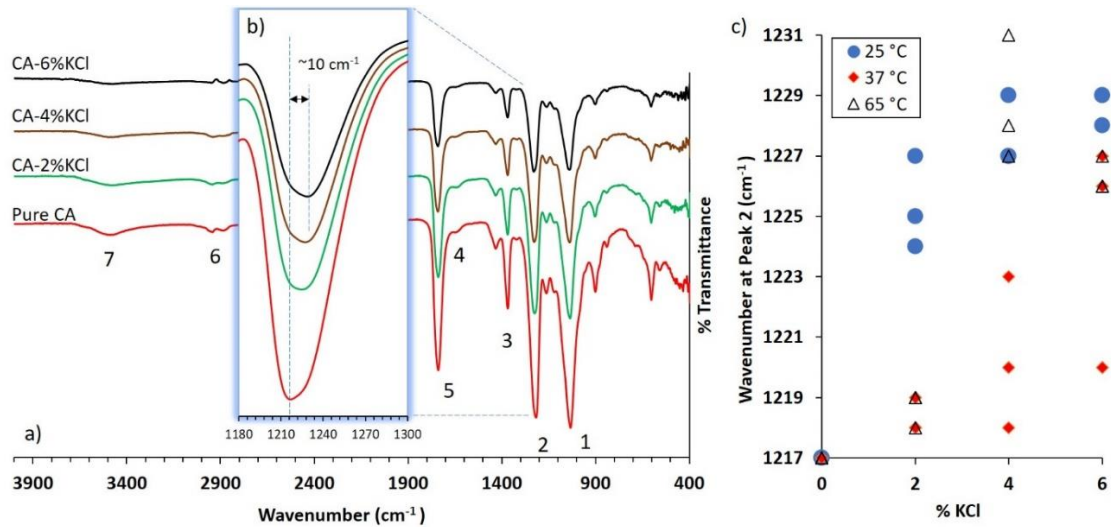 b)
CA-6%KCl
~10 cm⁻¹
CA-4%KCl
CA-2%KCl
Pure CA
7
6
4
3
5
2
1
a)
1180 1210 1240 1270 1300
3900 3400 2900 2400 1900 1400 900 400
Wavenumber (cm⁻¹)
% Transmittance
c)
25 °C
37 °C
65 °C
1231
1229
1227
1225
1223
1221
1219
1217
Wavenumber at Peak 2 (cm⁻¹)
0 2 4 6
% KCl